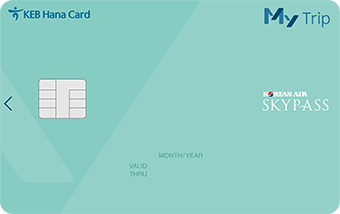 KEB Hana Card
My Trip
KOREAN AIR
SKYPASS
MONTH/YEAR
VALID
THRU